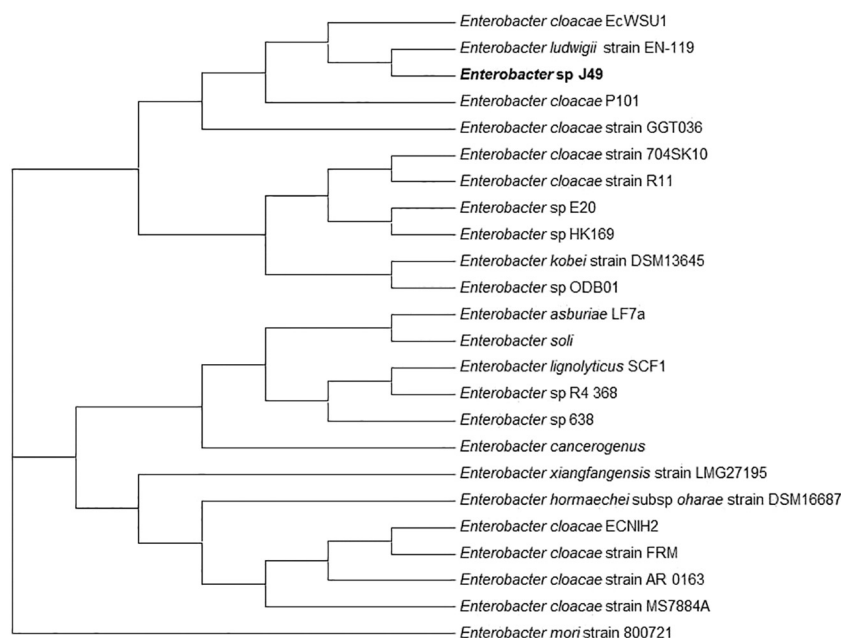 Enterobacter cloacae EcWSU1
Enterobacter ludwigii strain EN-119
Enterobacter sp J49
Enterobacter cloacae P101
Enterobacter cloacae strain GGT036
Enterobacter cloacae strain 704SK10
Enterobacter cloacae strain R11
Enterobacter sp E20
Enterobacter sp HK169
Enterobacter kobei strain DSM13645
Enterobacter sp ODB01
Enterobacter asburiae LF7a
Enterobacter soli
Enterobacter lignolyticus SCF1
Enterobacter sp R4 368
Enterobacter sp 638
Enterobacter cancerogenus
Enterobacter xiangfangensis strain LMG27195
Enterobacter hormaechei subsp oharae strain DSM16687
Enterobacter cloacae ECNIH2
Enterobacter cloacae strain FRM
Enterobacter cloacae strain AR 0163
Enterobacter cloacae strain MS7884A
Enterobacter mori strain 800721